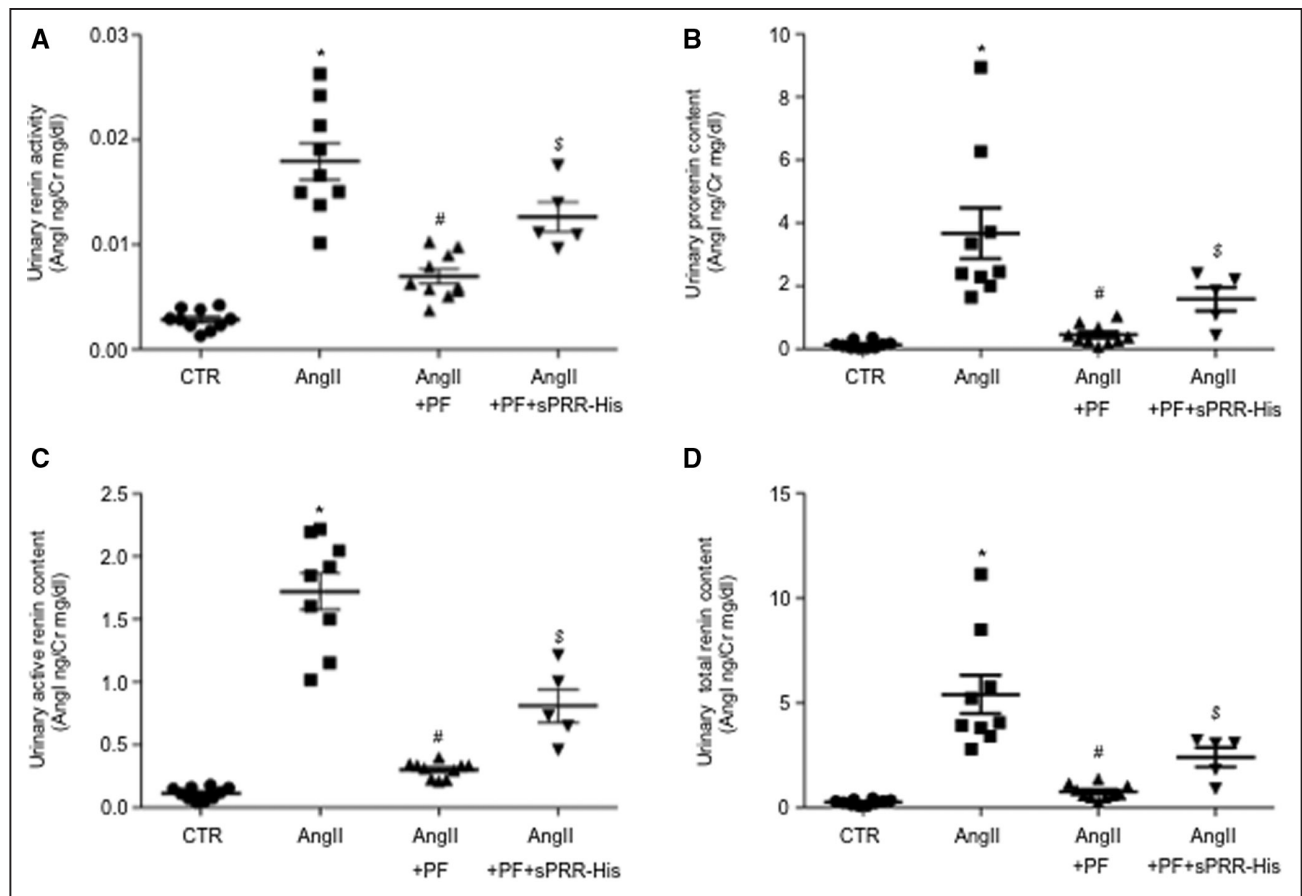 A
Urinary renin activity
(AngI ng/Cr mg/dl)
0.03
0.02
0.01
0.00
*
#
$
CTR
AngII
AngII
+PF
AngII
+PF+sPRR-His
B
Urinary prorenin content
(AngI ng/Cr mg/dl)
10
8
6
4
2
0
*
#
$
CTR
AngII
AngII
+PF
AngII
+PF+sPRR-His
C
Urinary active renin content
(AngI ng/Cr mg/dl)
2.5
2.0
1.5
1.0
0.5
0.0
*
#
$
CTR
AngII
AngII
+PF
AngII
+PF+sPRR-His
D
Urinary total renin content
(AngI ng/Cr mg/dl)
15
10
5
0
*
#
$
CTR
AngII
AngII
+PF
AngII
+PF+sPRR-His